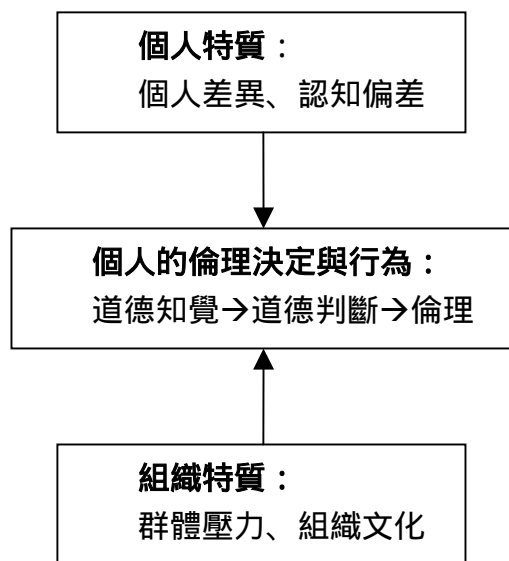 個人特質：
個人差異、認知偏差
個人的倫理決定與行為：
道德知覺→道德判斷→倫理
組織特質：
群體壓力、組織文化